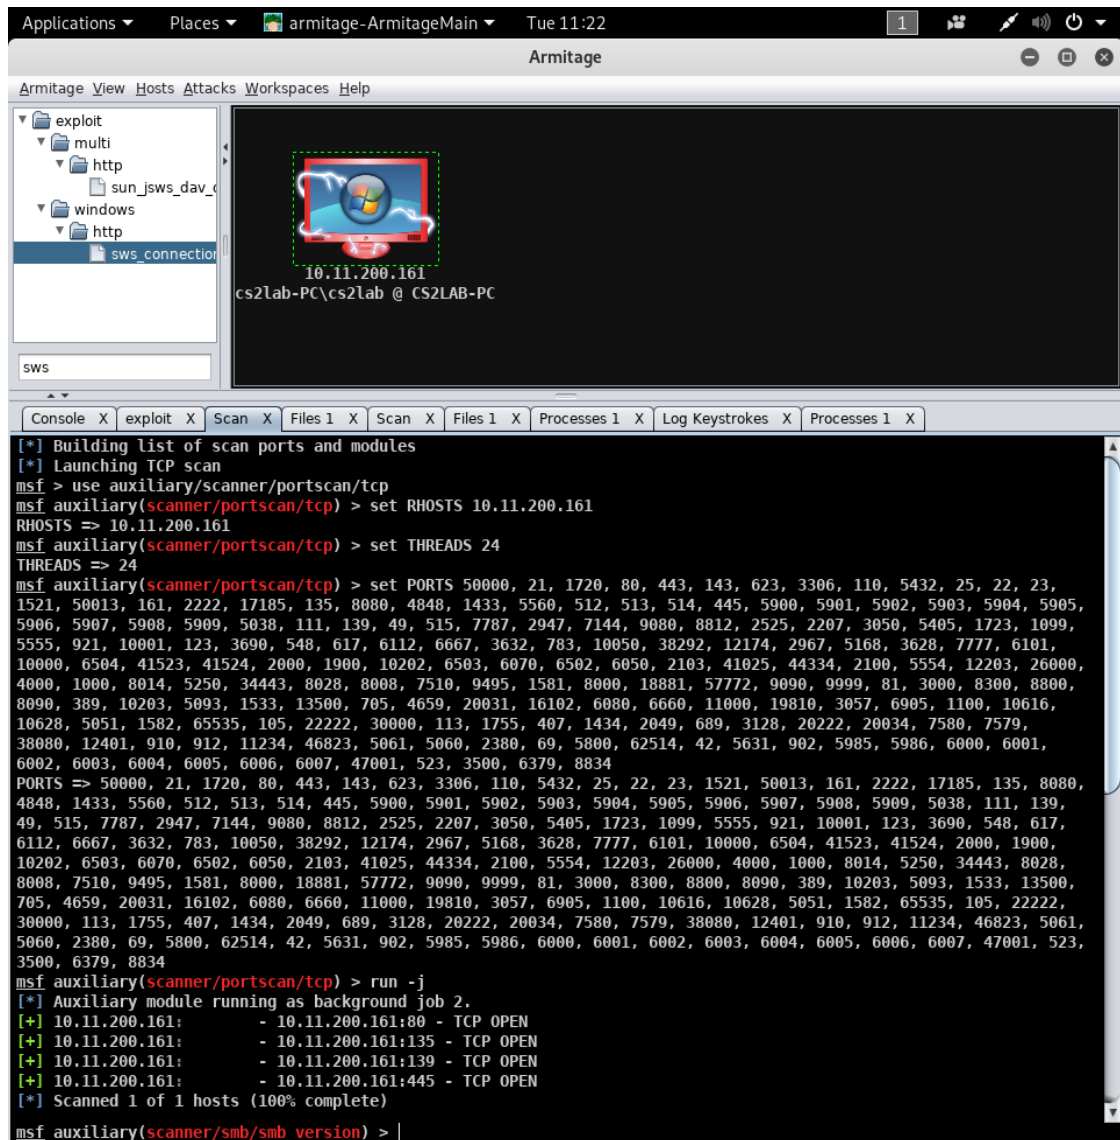 Applications Places armitage-ArmitageMain Tue 11:22 1
Armitage
Armitage View Hosts Attacks Workspaces Help
exploit
multi
http
sun_jsws_dav_
windows
http
sws_connection
sws
10.11.200.161
cs2lab-PC\cs2lab @ CS2LAB-PC
Console X exploit X Scan X Files 1 X Scan X Files 1 X Processes 1 X Log Keystrokes X Processes 1 X
[*] Building list of scan ports and modules
[*] Launching TCP scan
msf > use auxiliary/scanner/portscan/tcp
msf auxiliary(scanner/portscan/tcp) > set RHOSTS 10.11.200.161
RHOSTS => 10.11.200.161
msf auxiliary(scanner/portscan/tcp) > set THREADS 24
THREADS => 24
msf auxiliary(scanner/portscan/tcp) > set PORTS 50000, 21, 1720, 80, 443, 143, 623, 3306, 110, 5432, 25, 22, 23,
1521, 50013, 161, 2222, 17185, 135, 8080, 4848, 1433, 5560, 512, 513, 514, 445, 5900, 5901, 5902, 5903, 5904, 5905,
5906, 5907, 5908, 5909, 5038, 111, 139, 49, 515, 7787, 2947, 7144, 9080, 8812, 2525, 2207, 3050, 5405, 1723, 1099,
5555, 921, 10001, 123, 3690, 548, 617, 6112, 6667, 3632, 783, 10050, 38292, 12174, 2967, 5168, 3628, 7777, 6101,
10000, 6504, 41523, 41524, 2000, 1900, 10202, 6503, 6070, 6502, 6050, 2103, 41025, 44334, 2100, 5554, 12203, 26000,
4000, 1000, 8014, 5250, 34443, 8028, 8008, 7510, 9495, 1581, 8000, 18881, 57772, 9090, 9999, 81, 3000, 8300, 8800,
8090, 389, 10203, 5093, 1533, 13500, 705, 4659, 20031, 16102, 6080, 6660, 11000, 19810, 3057, 6905, 1100, 10616,
10628, 5051, 1582, 65535, 105, 22222, 30000, 113, 1755, 407, 1434, 2049, 689, 3128, 20222, 20034, 7580, 7579,
38080, 12401, 910, 912, 11234, 46823, 5061, 5060, 2380, 69, 5800, 62514, 42, 5631, 902, 5985, 5986, 6000, 6001,
6002, 6003, 6004, 6005, 6006, 6007, 47001, 523, 3500, 6379, 8834
PORTS => 50000, 21, 1720, 80, 443, 143, 623, 3306, 110, 5432, 25, 22, 23, 1521, 50013, 161, 2222, 17185, 135, 8080,
4848, 1433, 5560, 512, 513, 514, 445, 5900, 5901, 5902, 5903, 5904, 5905, 5906, 5907, 5908, 5909, 5038, 111, 139,
49, 515, 7787, 2947, 7144, 9080, 8812, 2525, 2207, 3050, 5405, 1723, 1099, 5555, 921, 10001, 123, 3690, 548, 617,
6112, 6667, 3632, 783, 10050, 38292, 12174, 2967, 5168, 3628, 7777, 6101, 10000, 6504, 41523, 41524, 2000, 1900,
10202, 6503, 6070, 6502, 6050, 2103, 41025, 44334, 2100, 5554, 12203, 26000, 4000, 1000, 8014, 5250, 34443, 8028,
8008, 7510, 9495, 1581, 8000, 18881, 57772, 9090, 9999, 81, 3000, 8300, 8800, 8090, 389, 10203, 5093, 1533, 13500,
705, 4659, 20031, 16102, 6080, 6660, 11000, 19810, 3057, 6905, 1100, 10616, 10628, 5051, 1582, 65535, 105, 22222,
30000, 113, 1755, 407, 1434, 2049, 689, 3128, 20222, 20034, 7580, 7579, 38080, 12401, 910, 912, 11234, 46823, 5061,
5060, 2380, 69, 5800, 62514, 42, 5631, 902, 5985, 5986, 6000, 6001, 6002, 6003, 6004, 6005, 6006, 6007, 47001, 523,
3500, 6379, 8834
msf auxiliary(scanner/portscan/tcp) > run -j
[*] Auxiliary module running as background job 2.
[+] 10.11.200.161: - 10.11.200.161:80 - TCP OPEN
[+] 10.11.200.161: - 10.11.200.161:135 - TCP OPEN
[+] 10.11.200.161: - 10.11.200.161:139 - TCP OPEN
[+] 10.11.200.161: - 10.11.200.161:445 - TCP OPEN
[*] Scanned 1 of 1 hosts (100% complete)
msf auxiliary(scanner/smb/smb_version) >